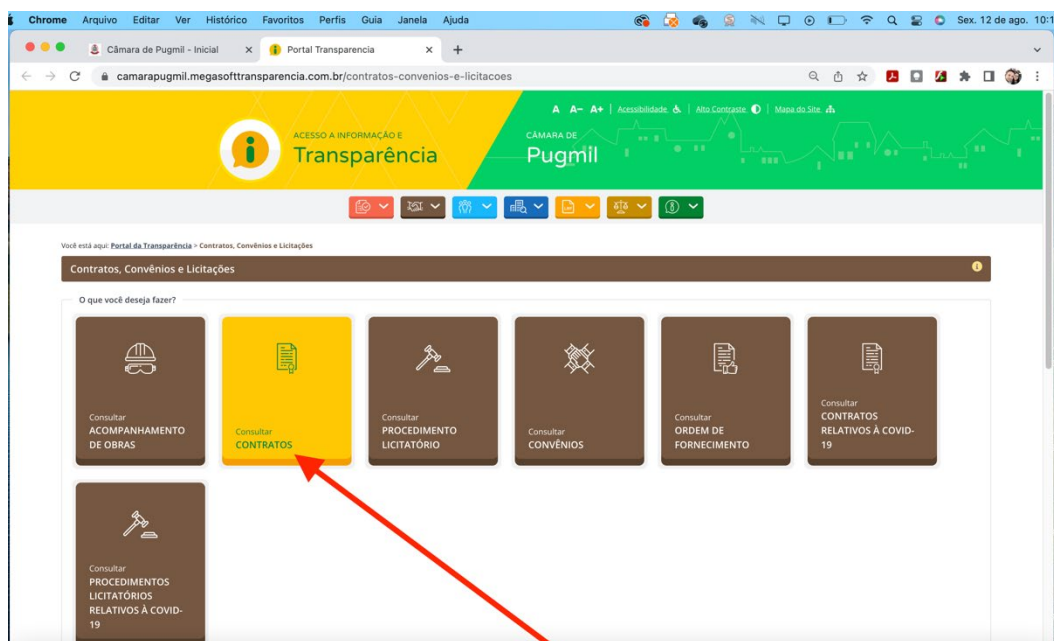 Chrome Arquivo Editar Ver Histórico Favoritos Perfis Guia Janela Ajuda
Sex. 12 de ago. 10:1
Câmara de Pugmil - Inicial
Portal Transparencia
camarapugmil.megasofttransparencia.com.br/contratos-convenios-e-licitacoes
A A- A+ | Acessibilidade | Alto Contraste | Mapa do Site
ACESSO A INFORMAÇÃO E
Transparência
CÂMARA DE
Pugmil
Você está aqui: Portal da Transparência > Contratos, Convênios e Licitações
Contratos, Convênios e Licitações
O que você deseja fazer?
Consultar
ACOMPANHAMENTO
DE OBRAS
Consultar
CONTRATOS
Consultar
PROCEDIMENTO
LICITATÓRIO
Consultar
CONVÊNIOS
Consultar
ORDEM DE
FORNECIMENTO
Consultar
CONTRATOS
RELATIVOS À COVID-
19
Consultar
PROCEDIMENTOS
LICITATÓRIOS
RELATIVOS À COVID-
19